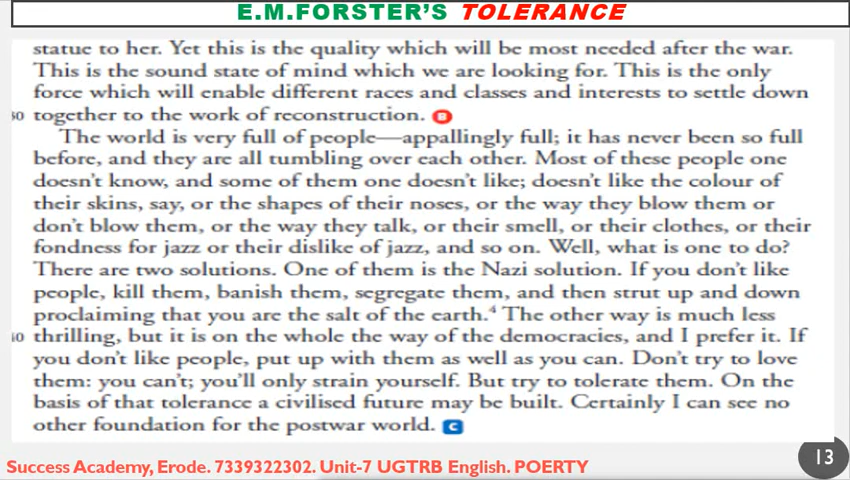 E.M.FORSTER'S TOLERANCE
statue to her. Yet this is the quality which will be most needed after the war.
This is the sound state of mind which we are looking for. This is the only
force which will enable different races and classes and interests to settle down
30 together to the work of reconstruction. B
The world is very full of people—appallingly full; it has never been so full
before, and they are all tumbling over each other. Most of these people one
doesn't know, and some of them one doesn't like; doesn't like the colour of
their skins, say, or the shapes of their noses, or the way they blow them or
don't blow them, or the way they talk, or their smell, or their clothes, or their
fondness for jazz or their dislike of jazz, and so on. Well, what is one to do?
There are two solutions. One of them is the Nazi solution. If you don't like
people, kill them, banish them, segregate them, and then strut up and down
proclaiming that you are the salt of the earth.4 The other way is much less
40 thrilling, but it is on the whole the way of the democracies, and I prefer it. If
you don't like people, put up with them as well as you can. Don't try to love
them: you can't; you'll only strain yourself. But try to tolerate them. On the
basis of that tolerance a civilised future may be built. Certainly I can see no
other foundation for the postwar world. C
Success Academy, Erode. 7339322302. Unit-7 UGTRB English. POERTY
13